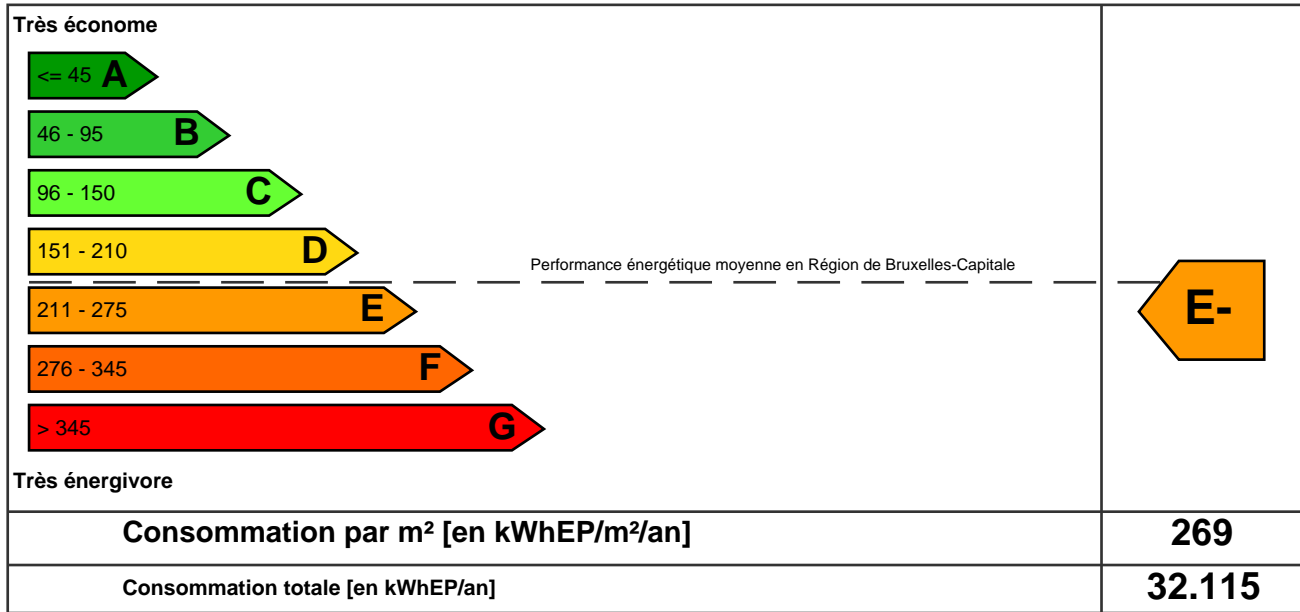 Très économe
<= 45 A
46 - 95 B
96 - 150 C
151 - 210 D
Performance énergétique moyenne en Région de Bruxelles-Capitale
211 - 275 E
E-
276 - 345 F
> 345 G
Très énergivore
Consommation par m² [en kWhEP/m²/an] 269
Consommation totale [en kWhEP/an] 32.115